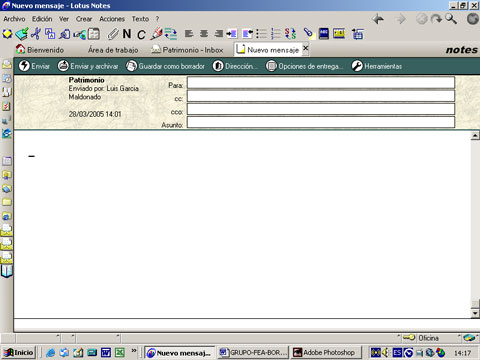 Nuevo mensaje - Lotus Notes
Archivo Edición Ver Crear Acciones Texto ?
Bienvenido Área de trabajo Patrimonio - Inbox Nuevo mensaje notes
Enviar Enviar y archivar Guardar como borrador Dirección... Opciones de entrega... Herramientas
Patrimonio
Enviado por: Luis Garcia
Maldonado
28/03/2005 14:01
Para:
cc:
cco:
Asunto:
Oficina
Inicio Nuevo mensaj... GRUPO-FEA-BOR... Adobe Photoshop ES 14:17